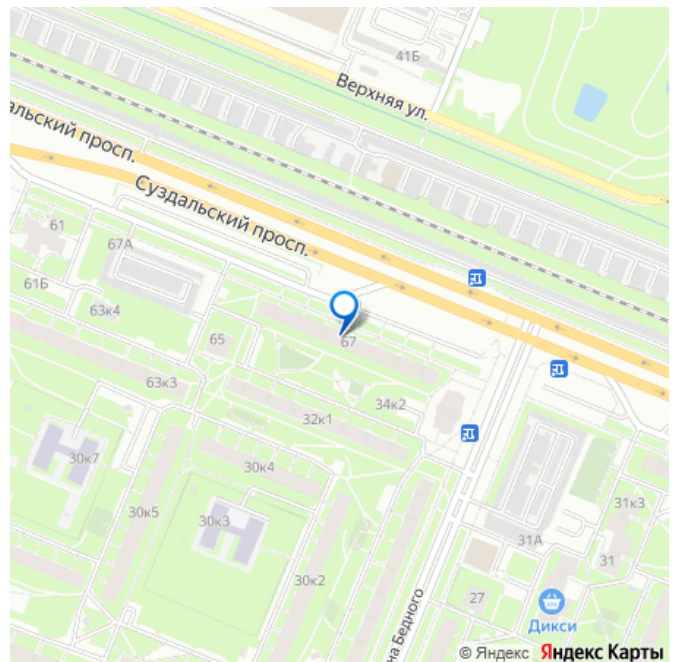 41Б
Верхняя ул.
альский просп.
Суздальский просп.
61
67А
61Б
63к4
65
67
63к3
34к2
32к1
30к7
30к4
30к5
30к3
31к3
31А
31
30к2
27
на Бедного
Дикси
© Яндекс Яндекс Карты